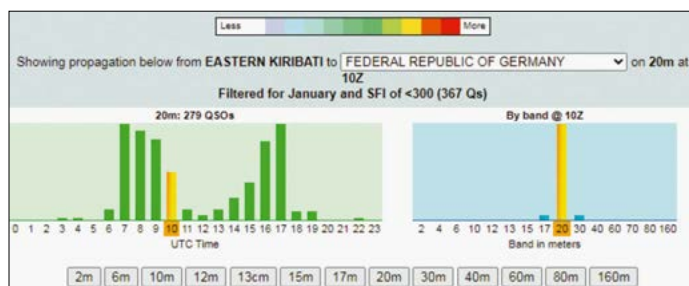 Less More
Showing propagation below from EASTERN KIRIBATI to FEDERAL REPUBLIC OF GERMANY on 20m at
10Z
Filtered for January and SFI of <300 (367 Qs)
20m: 279 QSOs
0 1 2 3 4 5 6 7 8 9 10 11 12 13 14 15 16 17 18 19 20 21 22 23
UTC Time
By band @ 10Z
2 4 6 10 12 13 15 17 20 30 40 60 70 80 160
Band in meters
2m 6m 10m 12m 13cm 15m 17m 20m 30m 40m 60m 80m 160m